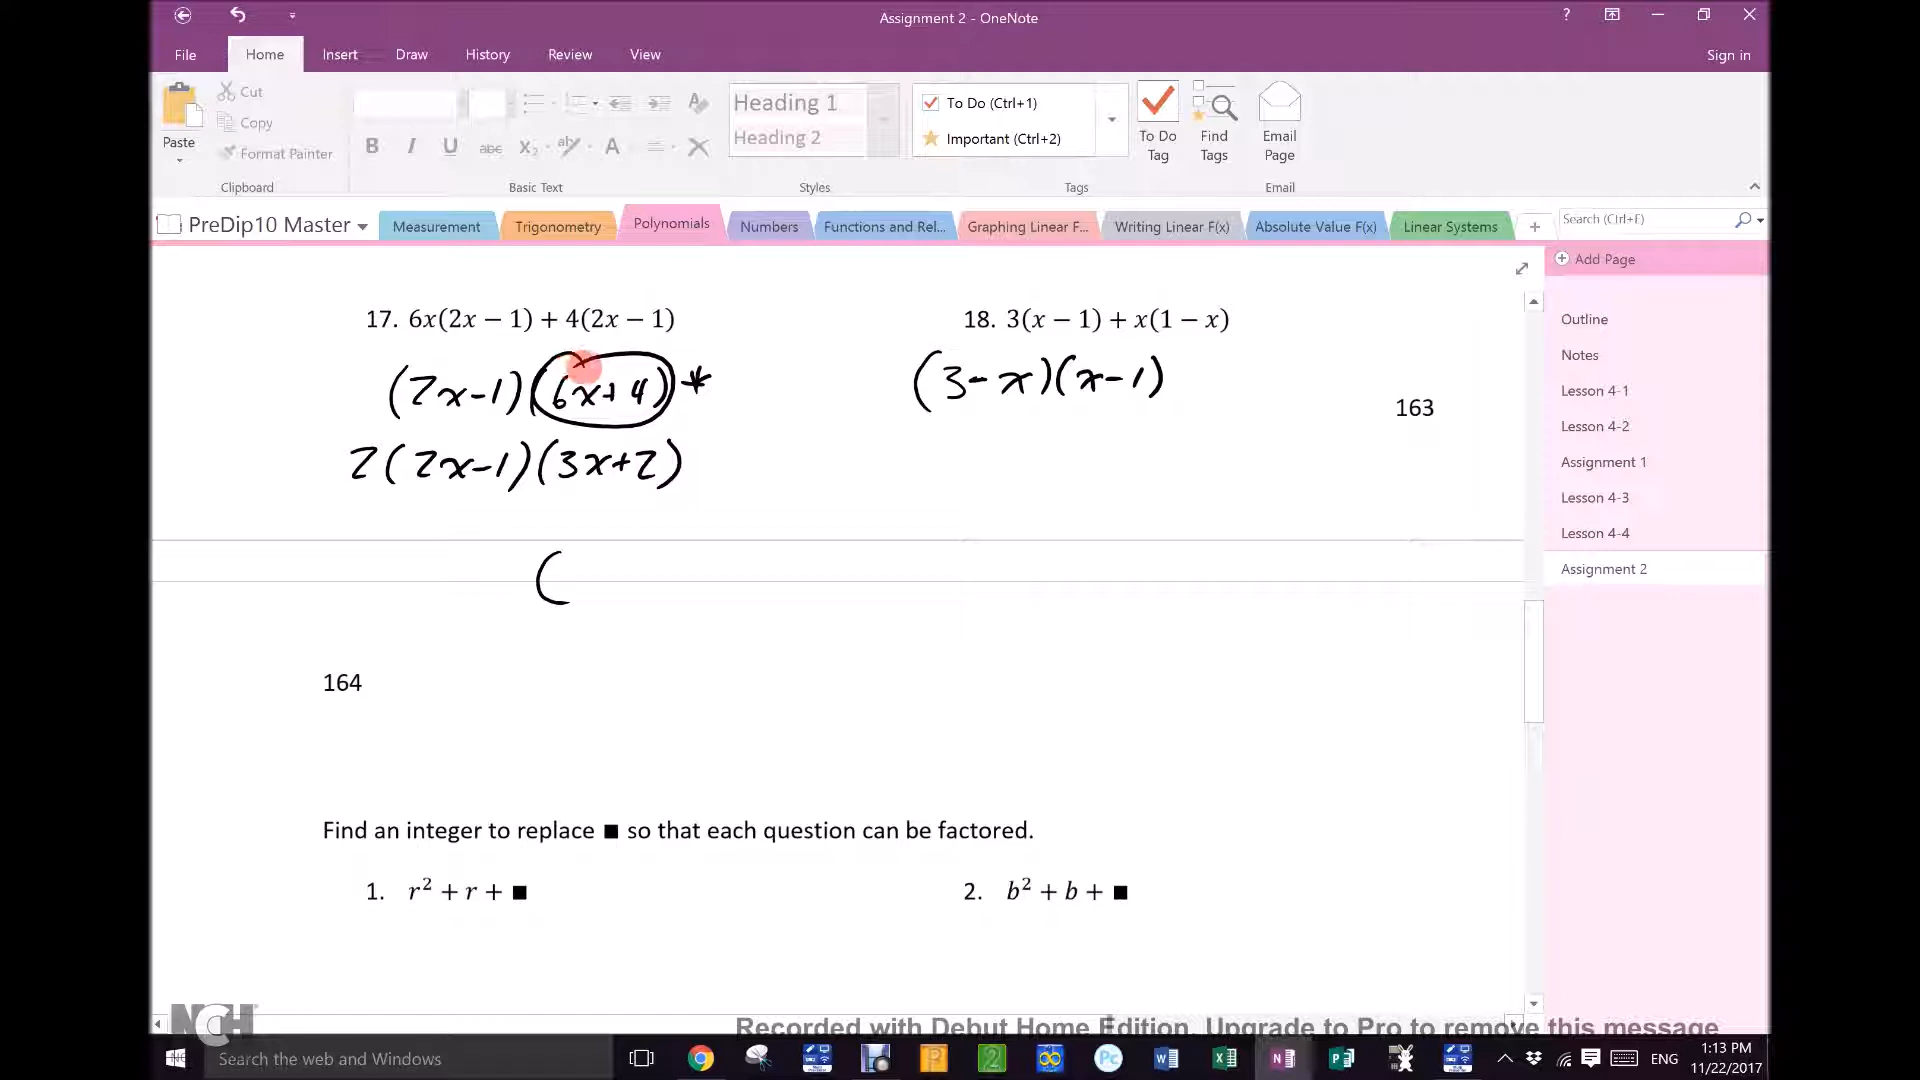 Assignment 2 - OneNote
?
File Home Insert Draw History Review View Sign in
Paste
Cut
Copy
Format Painter
Clipboard
B I U abc X₂ ab A
Basic Text
Heading 1
Heading 2
Styles
To Do (Ctrl+1)
Important (Ctrl+2)
Tags
To Do Tag
Find Tags
Email Page
Email
PreDip10 Master Measurement Trigonometry Polynomials Numbers Functions and Rel... Graphing Linear F... Writing Linear F(x) Absolute Value F(x) Linear Systems + Search (Ctrl+E)
Add Page
Outline
Notes
Lesson 4-1
Lesson 4-2
Assignment 1
Lesson 4-3
Lesson 4-4
Assignment 2
17. 6x(2x − 1) + 4(2x − 1)
(2x-1)(6x+4)*
2(2x-1)(3x+2)
(
18. 3(x − 1) + x(1 − x)
(3-x)(x-1)
163
164
Find an integer to replace ■ so that each question can be factored.
1. r² + r + ■
2. b² + b + ■
NCH
Recorded with Debut Home Edition. Upgrade to Pro to remove this message
Search the web and Windows
ENG
1:13 PM
11/22/2017